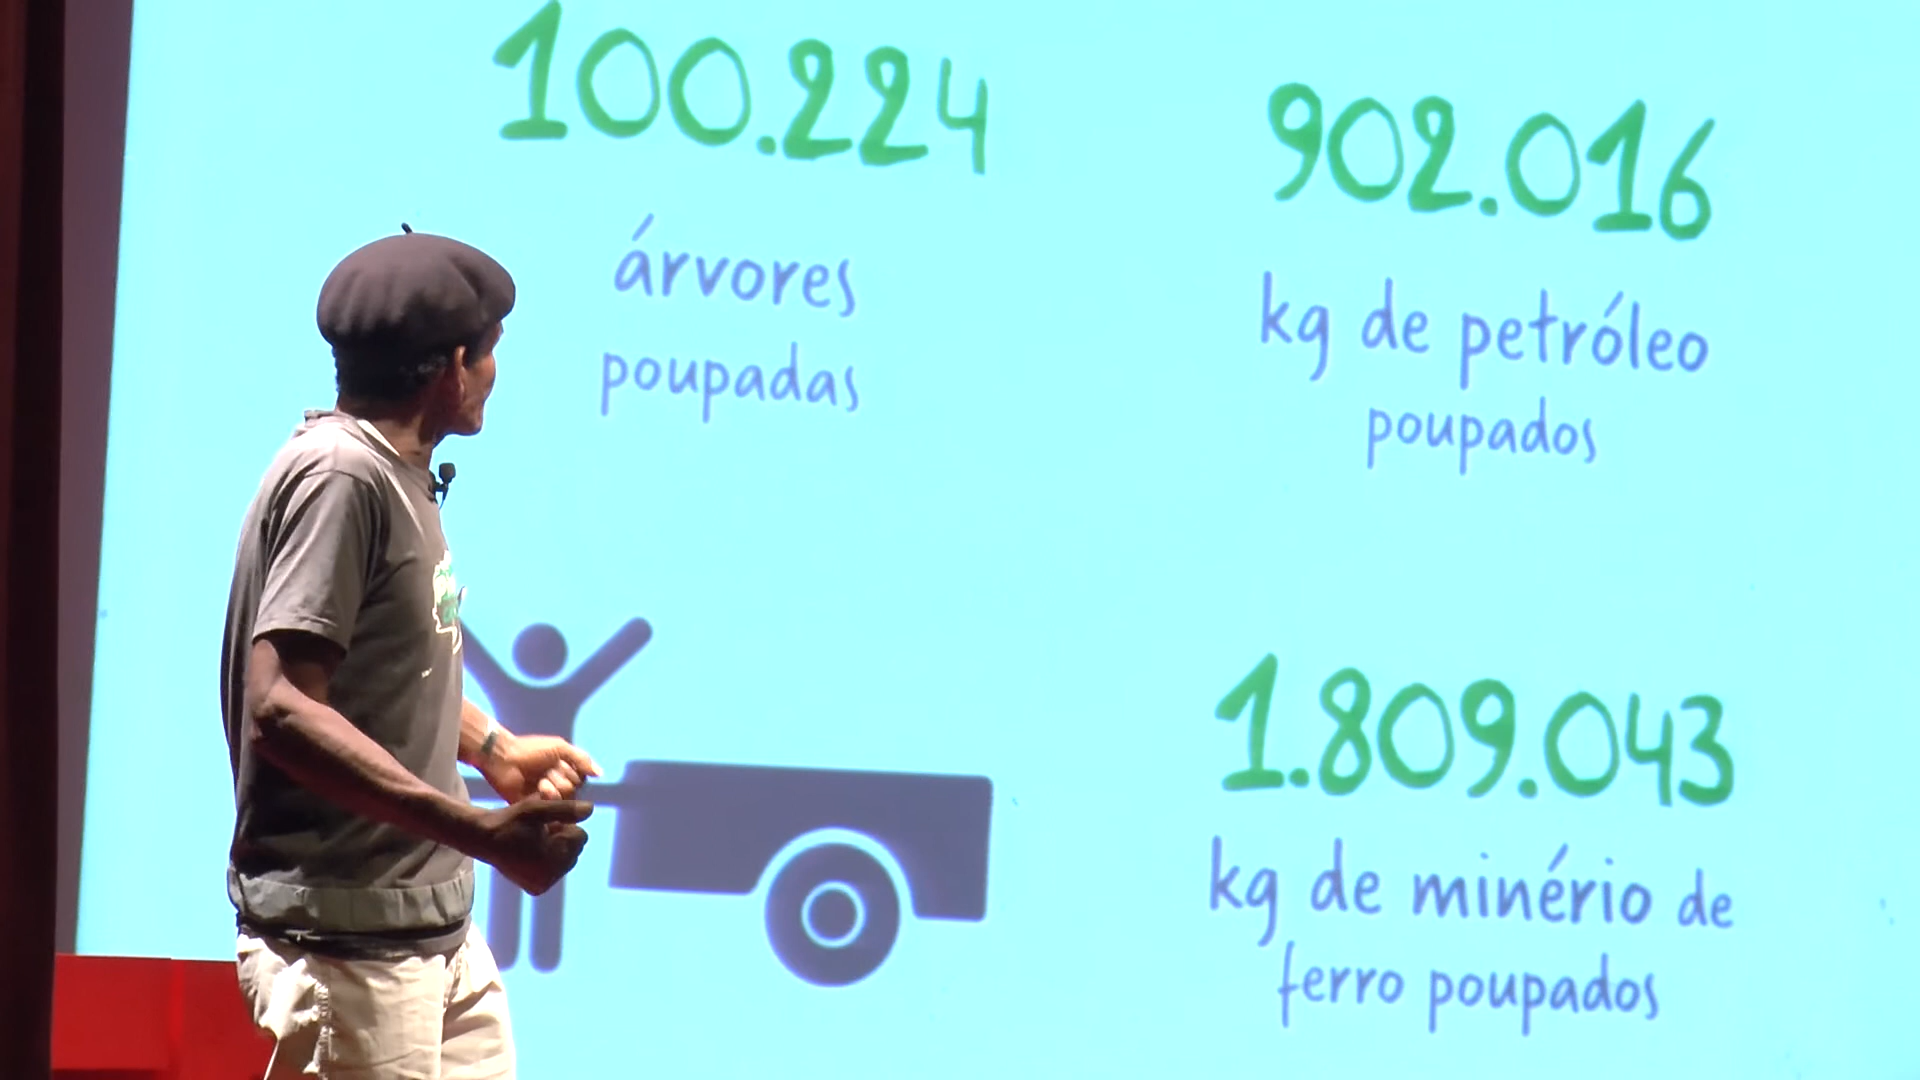 100.224
árvores
poupadas
902.016
kg de petróleo
poupados
1.809.043
kg de minério de
ferro poupados